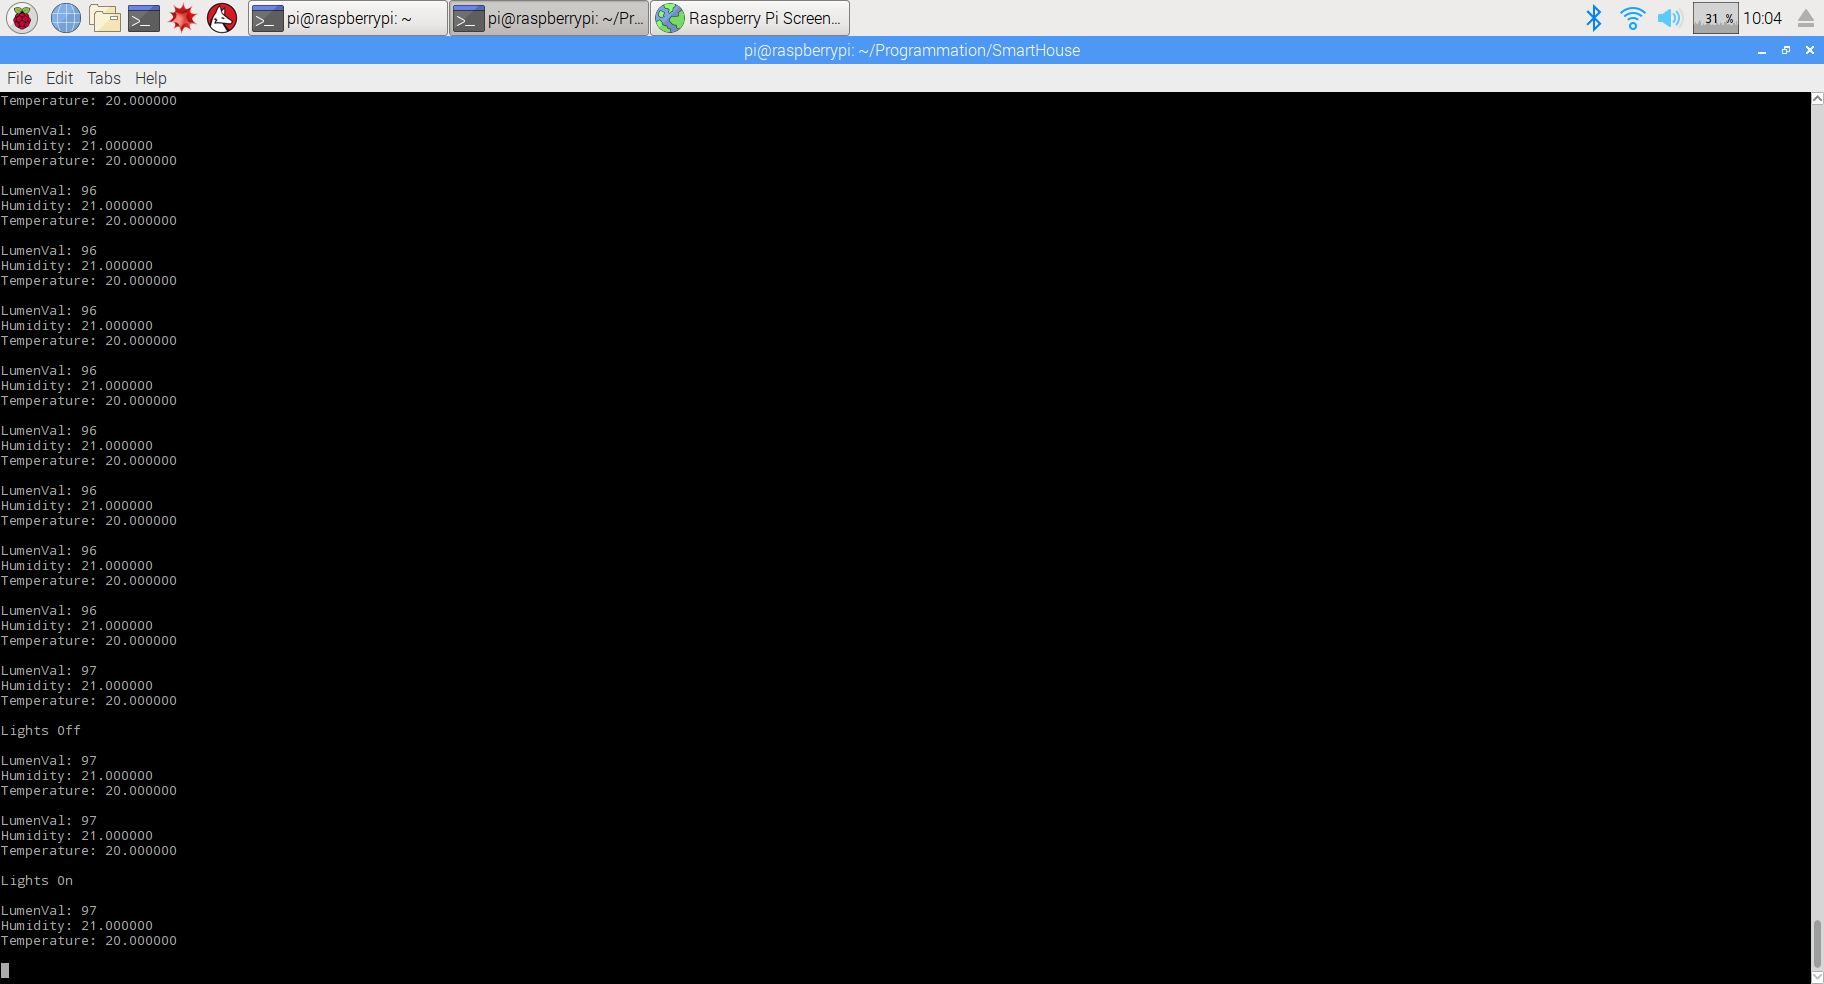 pi@raspberrypi: ~
pi@raspberrypi: ~/Pr...
Raspberry Pi Screen...
31 %
10:04
pi@raspberrypi: ~/Programmation/SmartHouse
File Edit Tabs Help
Temperature: 20.000000
LumenVal: 96
Humidity: 21.000000
Temperature: 20.000000
LumenVal: 96
Humidity: 21.000000
Temperature: 20.000000
LumenVal: 96
Humidity: 21.000000
Temperature: 20.000000
LumenVal: 96
Humidity: 21.000000
Temperature: 20.000000
LumenVal: 96
Humidity: 21.000000
Temperature: 20.000000
LumenVal: 96
Humidity: 21.000000
Temperature: 20.000000
LumenVal: 96
Humidity: 21.000000
Temperature: 20.000000
LumenVal: 96
Humidity: 21.000000
Temperature: 20.000000
LumenVal: 96
Humidity: 21.000000
Temperature: 20.000000
LumenVal: 97
Humidity: 21.000000
Temperature: 20.000000
Lights Off
LumenVal: 97
Humidity: 21.000000
Temperature: 20.000000
LumenVal: 97
Humidity: 21.000000
Temperature: 20.000000
Lights On
LumenVal: 97
Humidity: 21.000000
Temperature: 20.000000